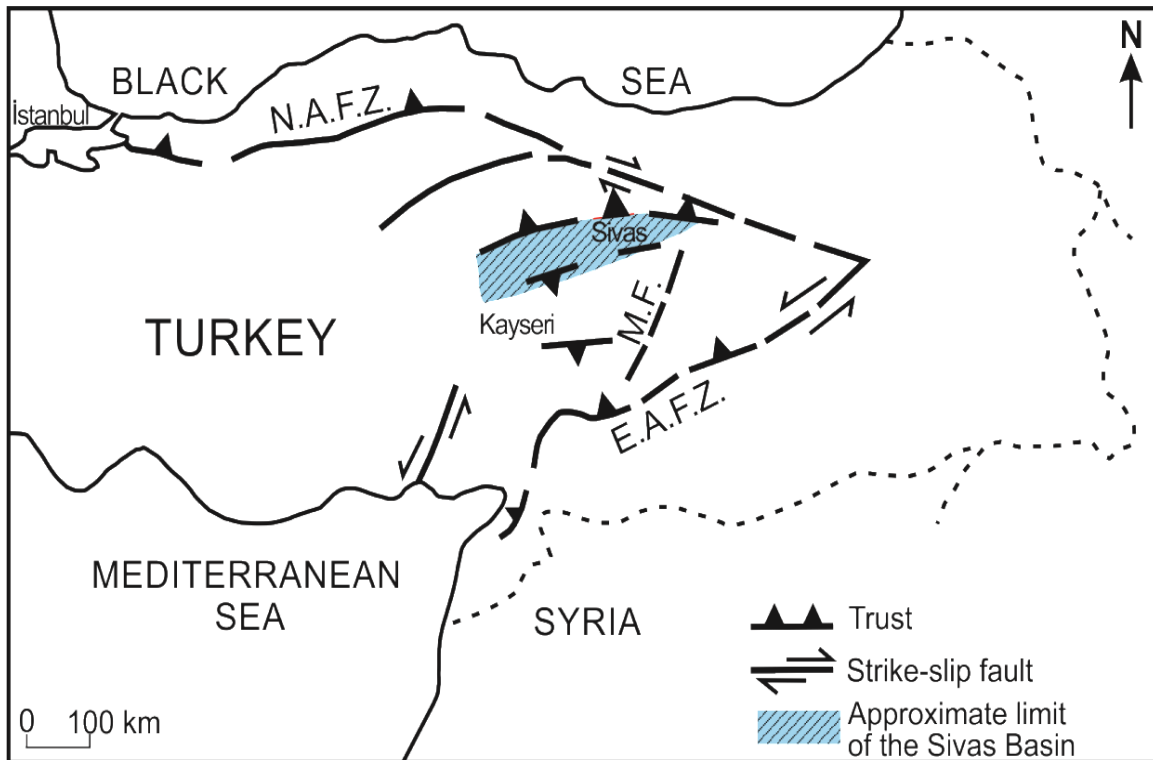 BLACK
SEA
N
İstanbul
N.A.F.Z.
Sivas
TURKEY
Kayseri
M.F.
E.A.F.Z.
MEDITERRANEAN
SEA
SYRIA
Trust
Strike-slip fault
Approximate limit
of the Sivas Basin
0 100 km